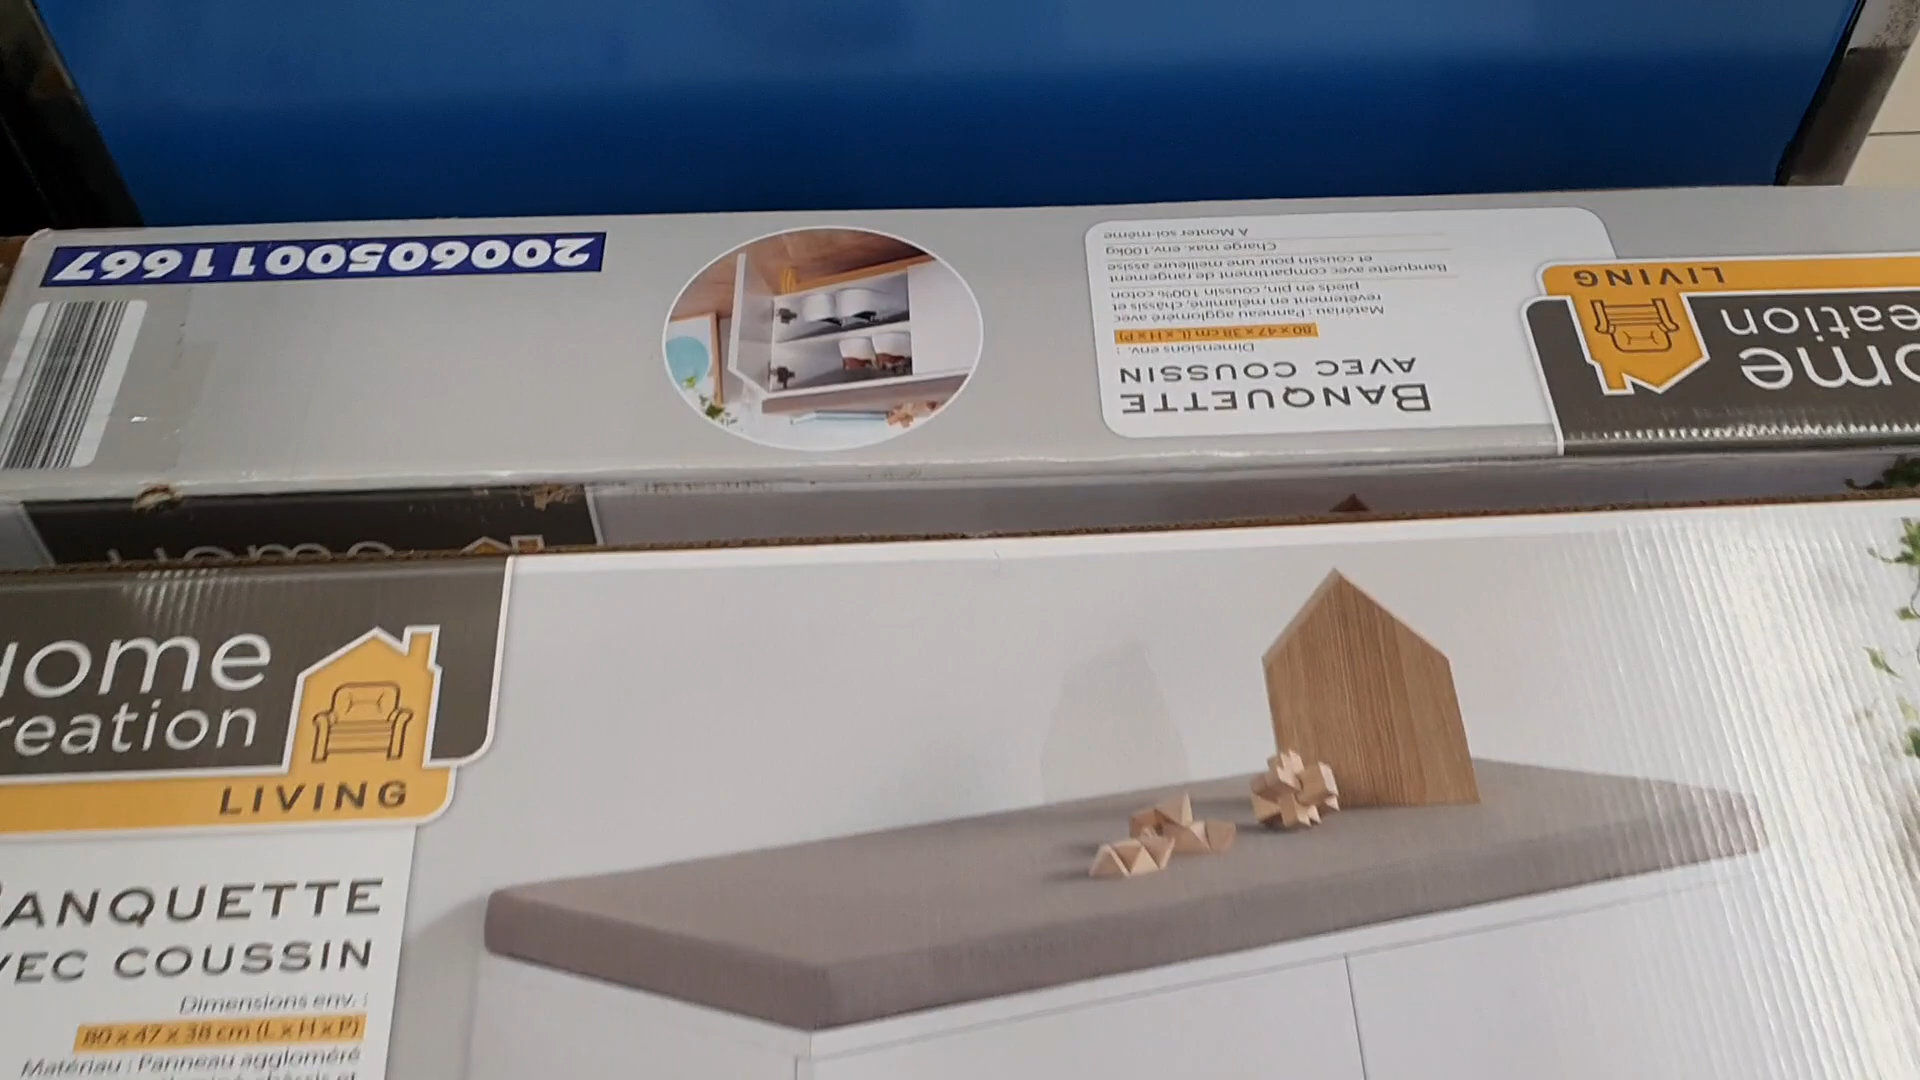 2006050011667
BANQUETTE
AVEC COUSSIN
Dimensions env. :
80 x 47 x 38 cm (L x H x P)
Matériau : Panneau aggloméré avec
revêtement en mélamine, châssis et
pieds en pin, coussin 100% coton
Banquette avec compartiment de rangement
et coussin pour une meilleure assise
Charge max. env. 100kg
A Monter soi-même
ome
eation
LIVING
Home
ome
reation
LIVING
ANQUETTE
VEC COUSSIN
Dimensions env. :
80 x 47 x 38 cm (L x H x P)
Matériau : Panneau aggloméré